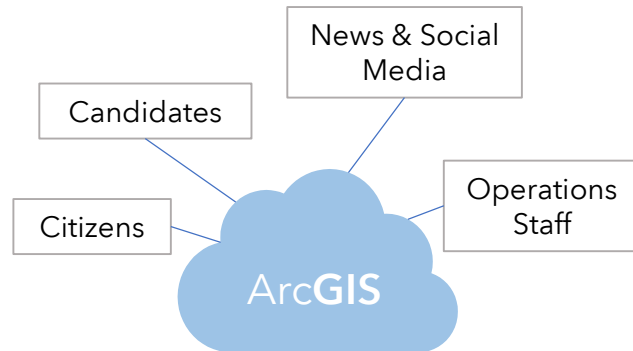 News & Social
Media
Candidates
Operations
Staff
Citizens
ArcGIS